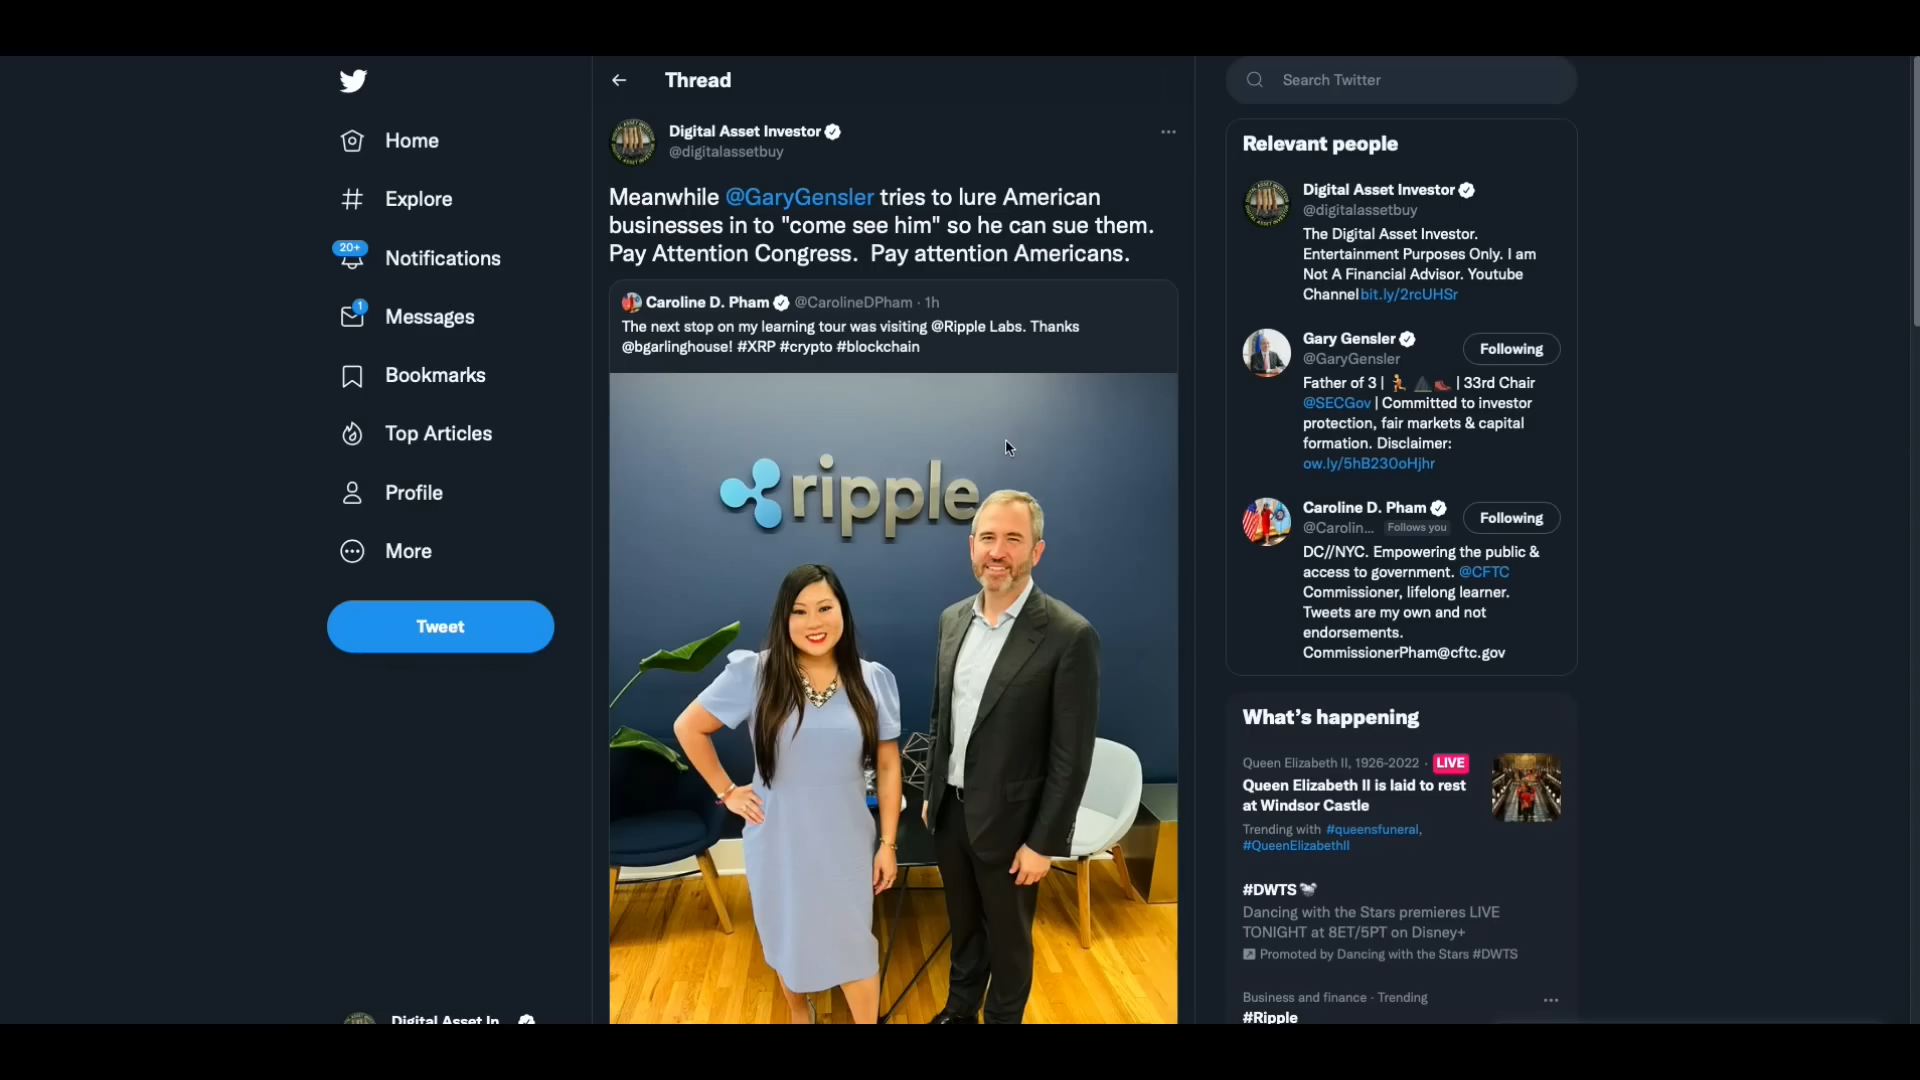 Home
Explore
20+
Notifications
1
Messages
Bookmarks
Top Articles
Profile
More
Tweet
Digital Asset In
Thread
Digital Asset Investor
@digitalassetbuy
Meanwhile @GaryGensler tries to lure American
businesses in to "come see him" so he can sue them.
Pay Attention Congress.  Pay attention Americans.
Caroline D. Pham @CarolineDPham · 1h
The next stop on my learning tour was visiting @Ripple Labs. Thanks
@bgarlinghouse! #XRP #crypto #blockchain
ripple
Search Twitter
Relevant people
Digital Asset Investor
@digitalassetbuy
The Digital Asset Investor.
Entertainment Purposes Only. I am
Not A Financial Advisor. Youtube
Channelbit.ly/2rcUHSr
Gary Gensler
@GaryGensler
Following
Father of 3 | 🏃 ⛰️🥾 | 33rd Chair
@SECGov | Committed to investor
protection, fair markets & capital
formation. Disclaimer:
ow.ly/5hB230oHjhr
Caroline D. Pham
@Carolin... Follows you
Following
DC//NYC. Empowering the public &
access to government. @CFTC
Commissioner, lifelong learner.
Tweets are my own and not
endorsements.
CommissionerPham@cftc.gov
What's happening
Queen Elizabeth II, 1926-2022 · LIVE
Queen Elizabeth II is laid to rest
at Windsor Castle
Trending with #queensfuneral,
#QueenElizabethII
#DWTS
Dancing with the Stars premieres LIVE
TONIGHT at 8ET/5PT on Disney+
Promoted by Dancing with the Stars #DWTS
Business and finance · Trending
#Ripple